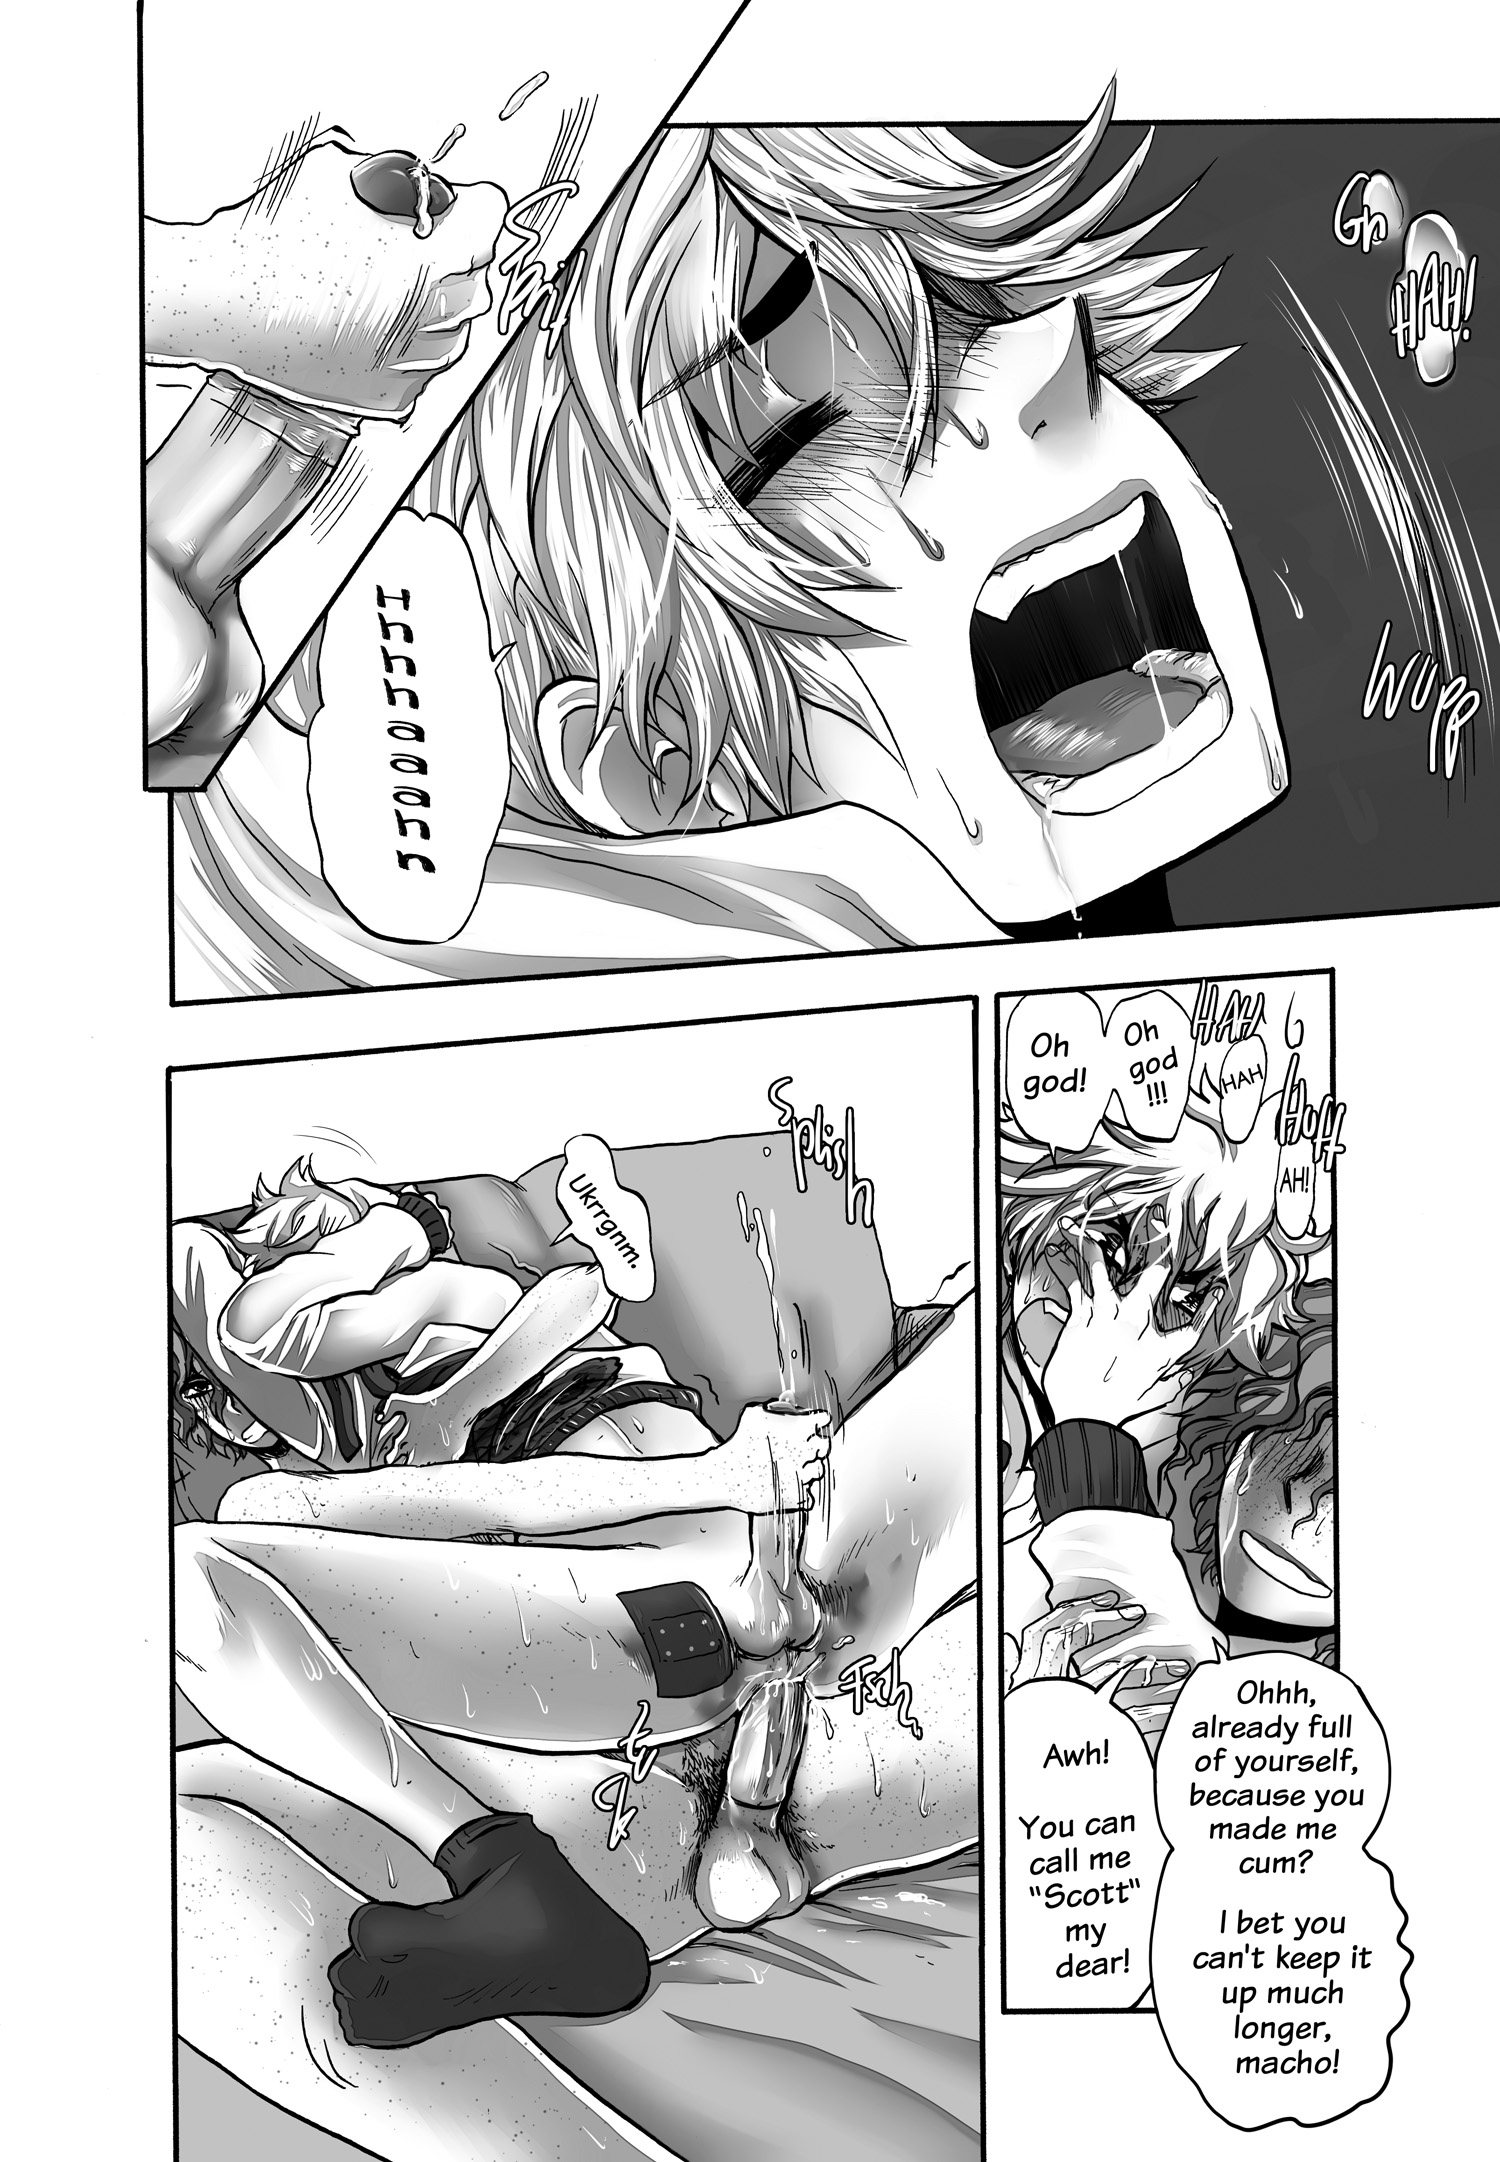 Sprit
Grh
HAH!
Wupp
Hnnnaaann
Oh
god!
Oh
god
!!!
HAH
HAH
Huff
AH!
Splish
Ukrrgnm.
Fsch
Awh!
You can
call me
"Scott"
my
dear!
Ohhh,
already full
of yourself,
because you
made me
cum?
I bet you
can't keep it
up much
longer,
macho!